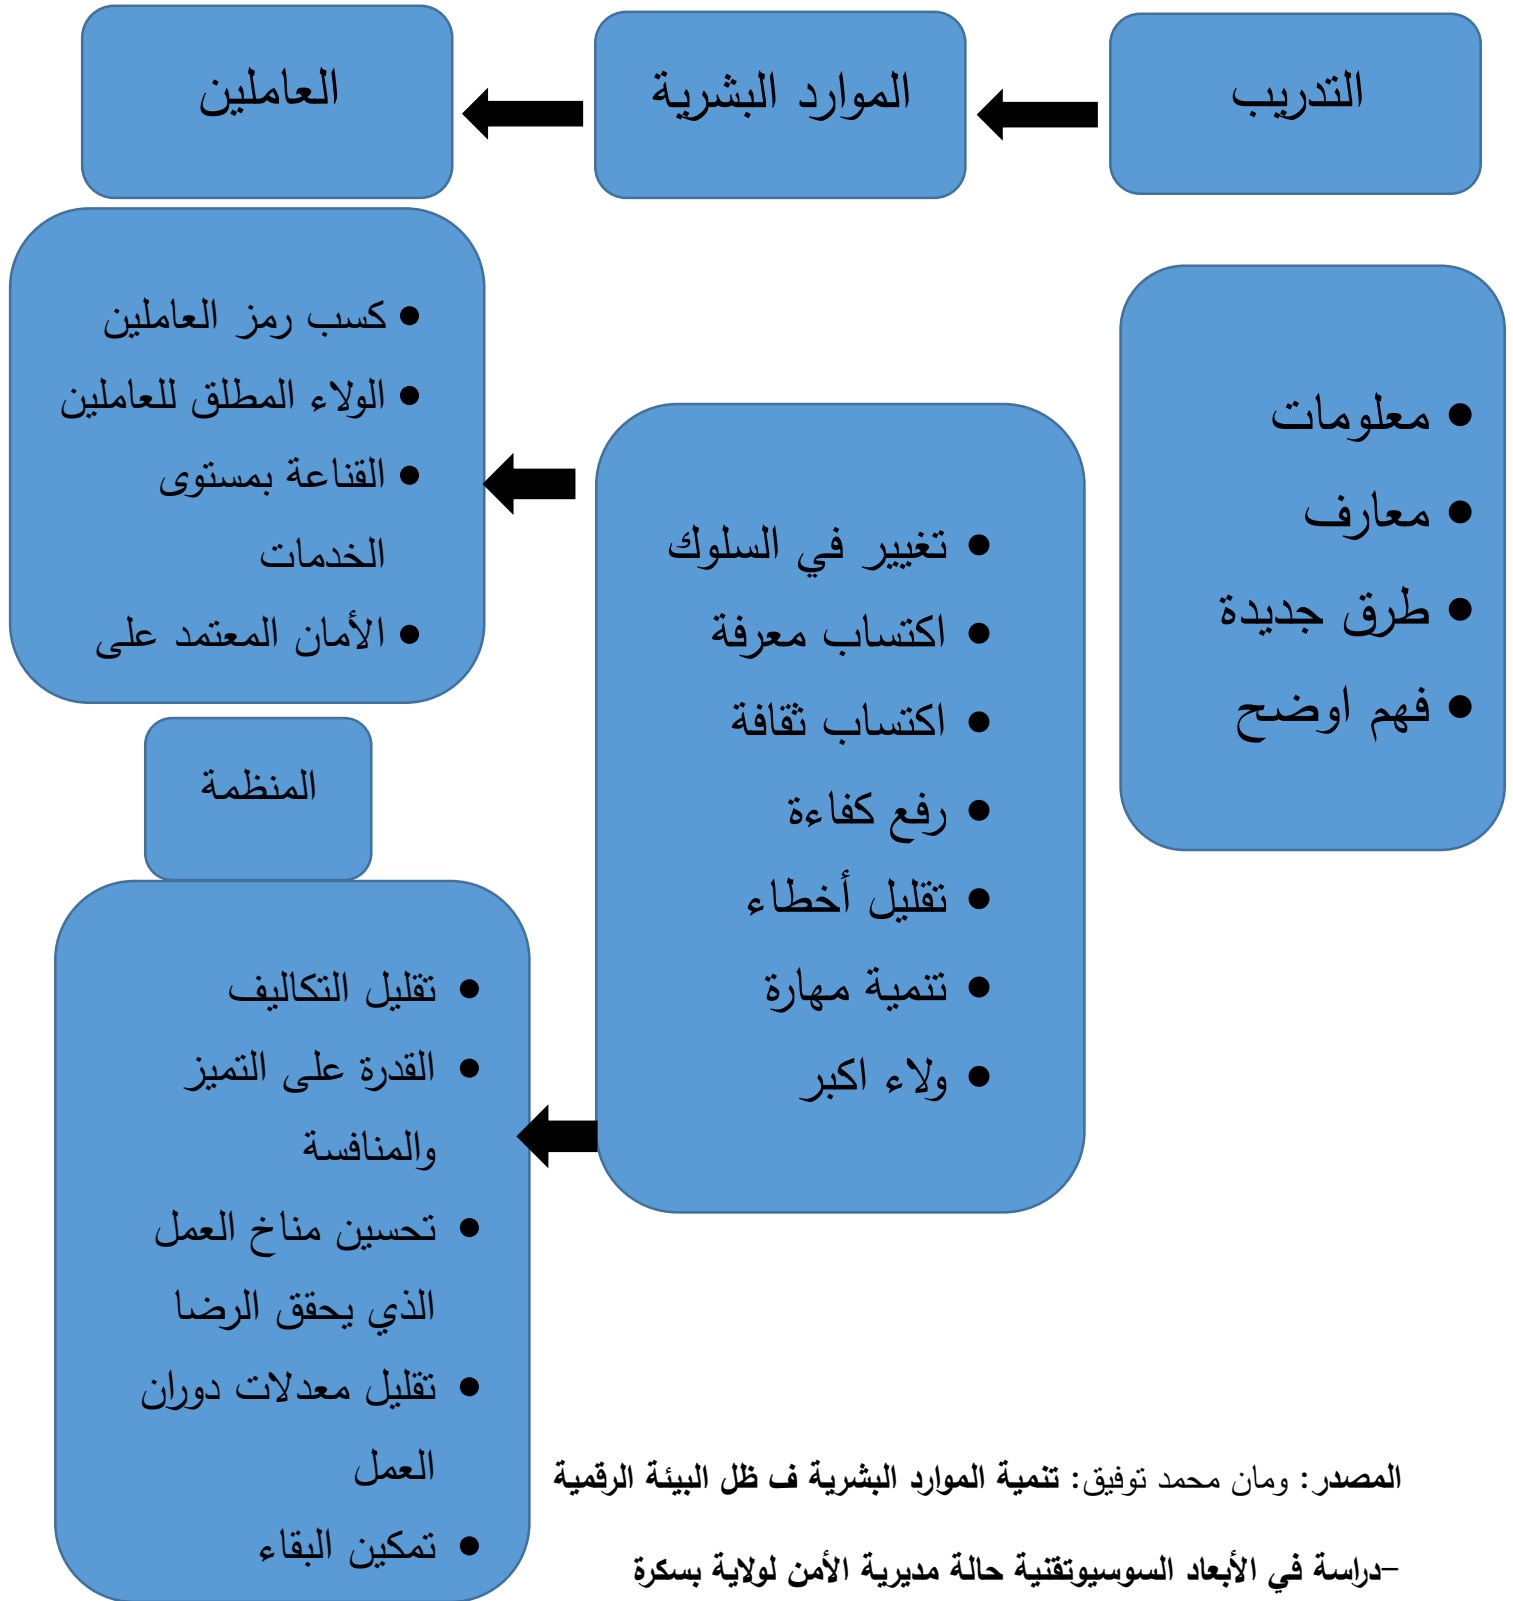 التدريب
الموارد البشرية
العاملين
• معلومات
• معارف
• طرق جديدة
• فهم اوضح
• تغيير في السلوك
• اكتساب معرفة
• اكتساب ثقافة
• رفع كفاءة
• تقليل أخطاء
• تنمية مهارة
• ولاء اكبر
• كسب رمز العاملين
• الولاء المطلق للعاملين
• القناعة بمستوى
الخدمات
• الأمان المعتمد على
المنظمة
• تقليل التكاليف
• القدرة على التميز
والمنافسة
• تحسين مناخ العمل
الذي يحقق الرضا
• تقليل معدلات دوران
العمل
• تمكين البقاء
المصدر: ومان محمد توفيق: تنمية الموارد البشرية ف ظل البيئة الرقمية
-دراسة في الأبعاد السوسيوتقنية حالة مديرية الأمن لولاية بسكرة